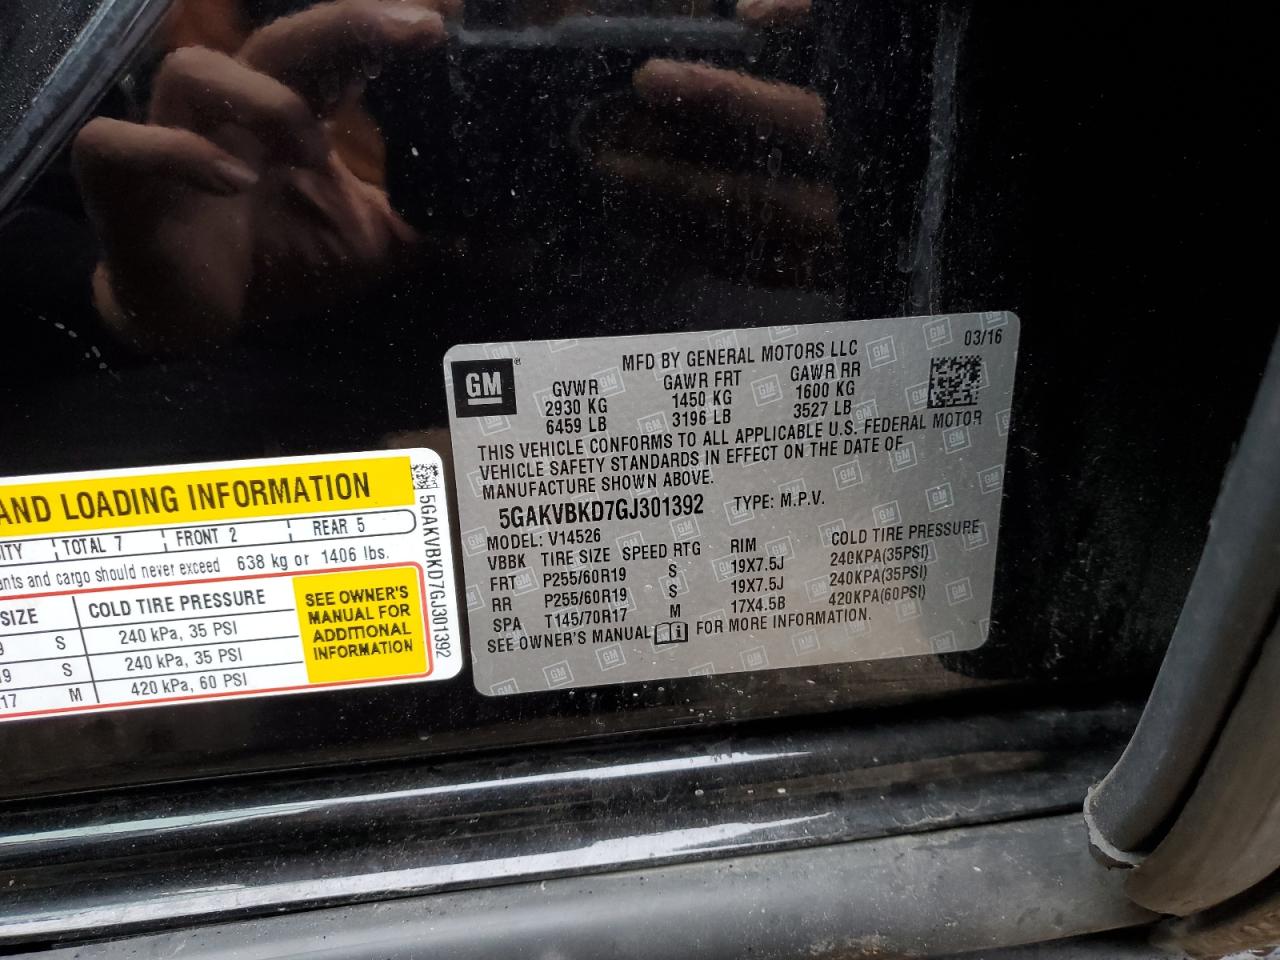 GM
MFD BY GENERAL MOTORS LLC
03/16
GVWR GAWR FRT GAWR RR
2930 KG 1450 KG 1600 KG
6459 LB 3196 LB 3527 LB
THIS VEHICLE CONFORMS TO ALL APPLICABLE U.S. FEDERAL MOTOR
VEHICLE SAFETY STANDARDS IN EFFECT ON THE DATE OF
MANUFACTURE SHOWN ABOVE.
5GAKVBKD7GJ301392 TYPE: M.P.V.
MODEL: V14526
VBBK TIRE SIZE SPEED RTG RIM COLD TIRE PRESSURE
FRT P255/60R19 S 19X7.5J 240KPA(35PSI)
RR P255/60R19 S 19X7.5J 240KPA(35PSI)
SPA T145/70R17 M 17X4.5B 420KPA(60PSI)
SEE OWNER'S MANUAL FOR MORE INFORMATION.
AND LOADING INFORMATION
ITY TOTAL 7 FRONT 2 REAR 5
ants and cargo should never exceed 638 kg or 1406 lbs.
SIZE COLD TIRE PRESSURE
9 S 240 kPa, 35 PSI
19 S 240 kPa, 35 PSI
17 M 420 kPa, 60 PSI
SEE OWNER'S
MANUAL FOR
ADDITIONAL
INFORMATION
5GAKVBKD7GJ301392